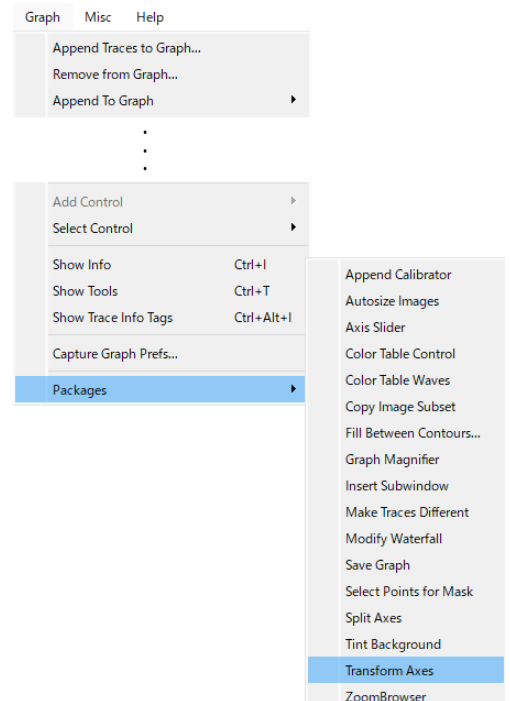 Graph Misc Help
Append Traces to Graph...
Remove from Graph...
Append To Graph
Add Control
Select Control
Show Info Ctrl+I
Show Tools Ctrl+T
Show Trace Info Tags Ctrl+Alt+I
Capture Graph Prefs...
Packages
Append Calibrator
Autosize Images
Axis Slider
Color Table Control
Color Table Waves
Copy Image Subset
Fill Between Contours...
Graph Magnifier
Insert Subwindow
Make Traces Different
Modify Waterfall
Save Graph
Select Points for Mask
Split Axes
Tint Background
Transform Axes
ZoomBrowser